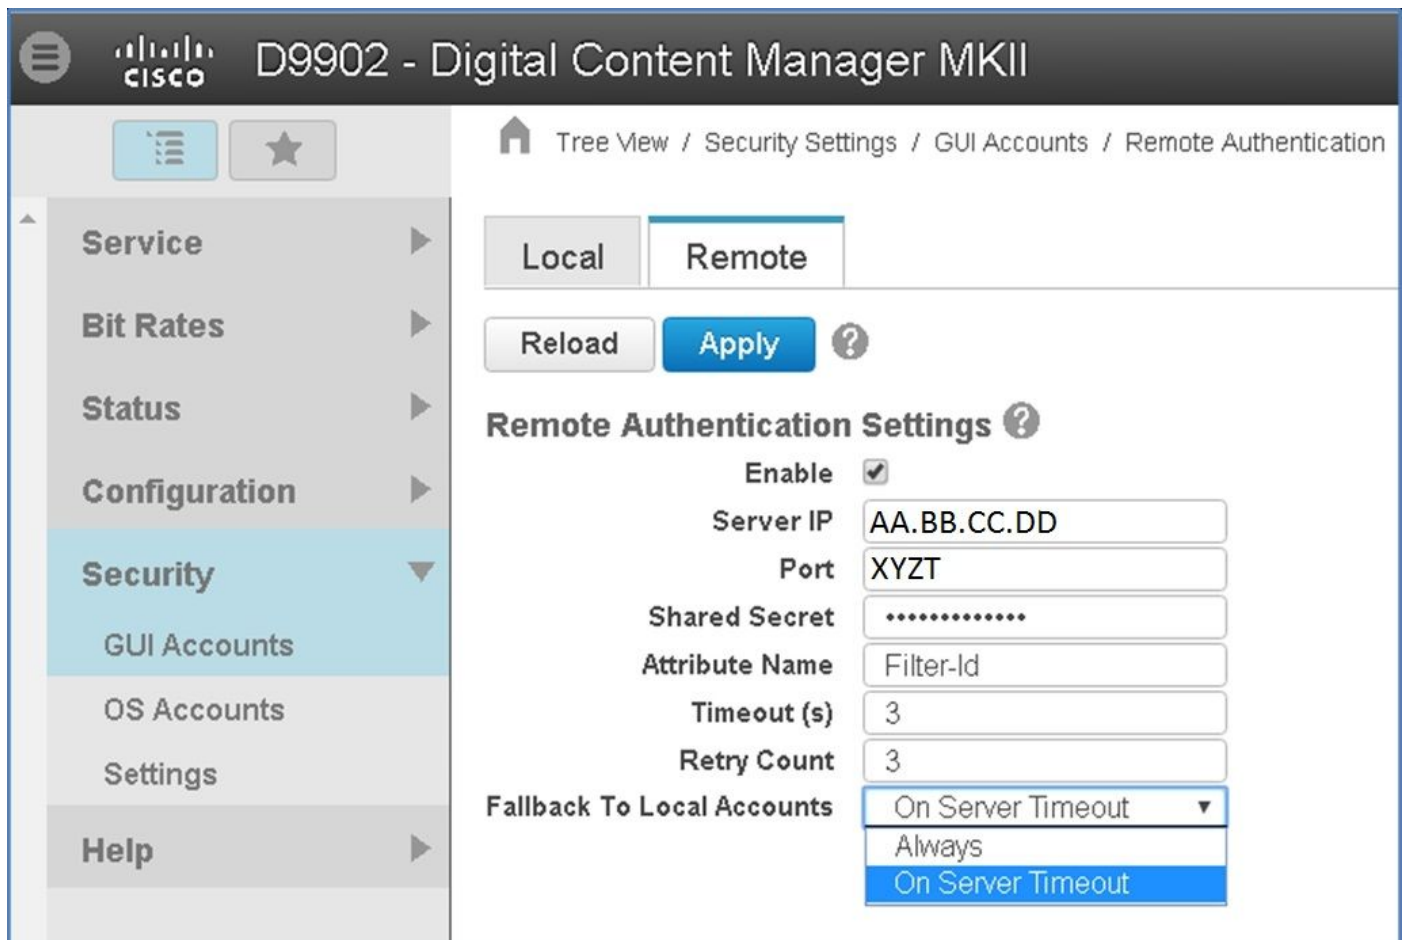 CISCO D9902 - Digital Content Manager MKII
Tree View / Security Settings / GUI Accounts / Remote Authentication
Service
Bit Rates
Status
Configuration
Security
GUI Accounts
OS Accounts
Settings
Help
Local Remote
Reload Apply ?
Remote Authentication Settings ?
Enable
Server IP AA.BB.CC.DD
Port XYZT
Shared Secret •••••••••••••
Attribute Name Filter-Id
Timeout (s) 3
Retry Count 3
Fallback To Local Accounts On Server Timeout
Always
On Server Timeout